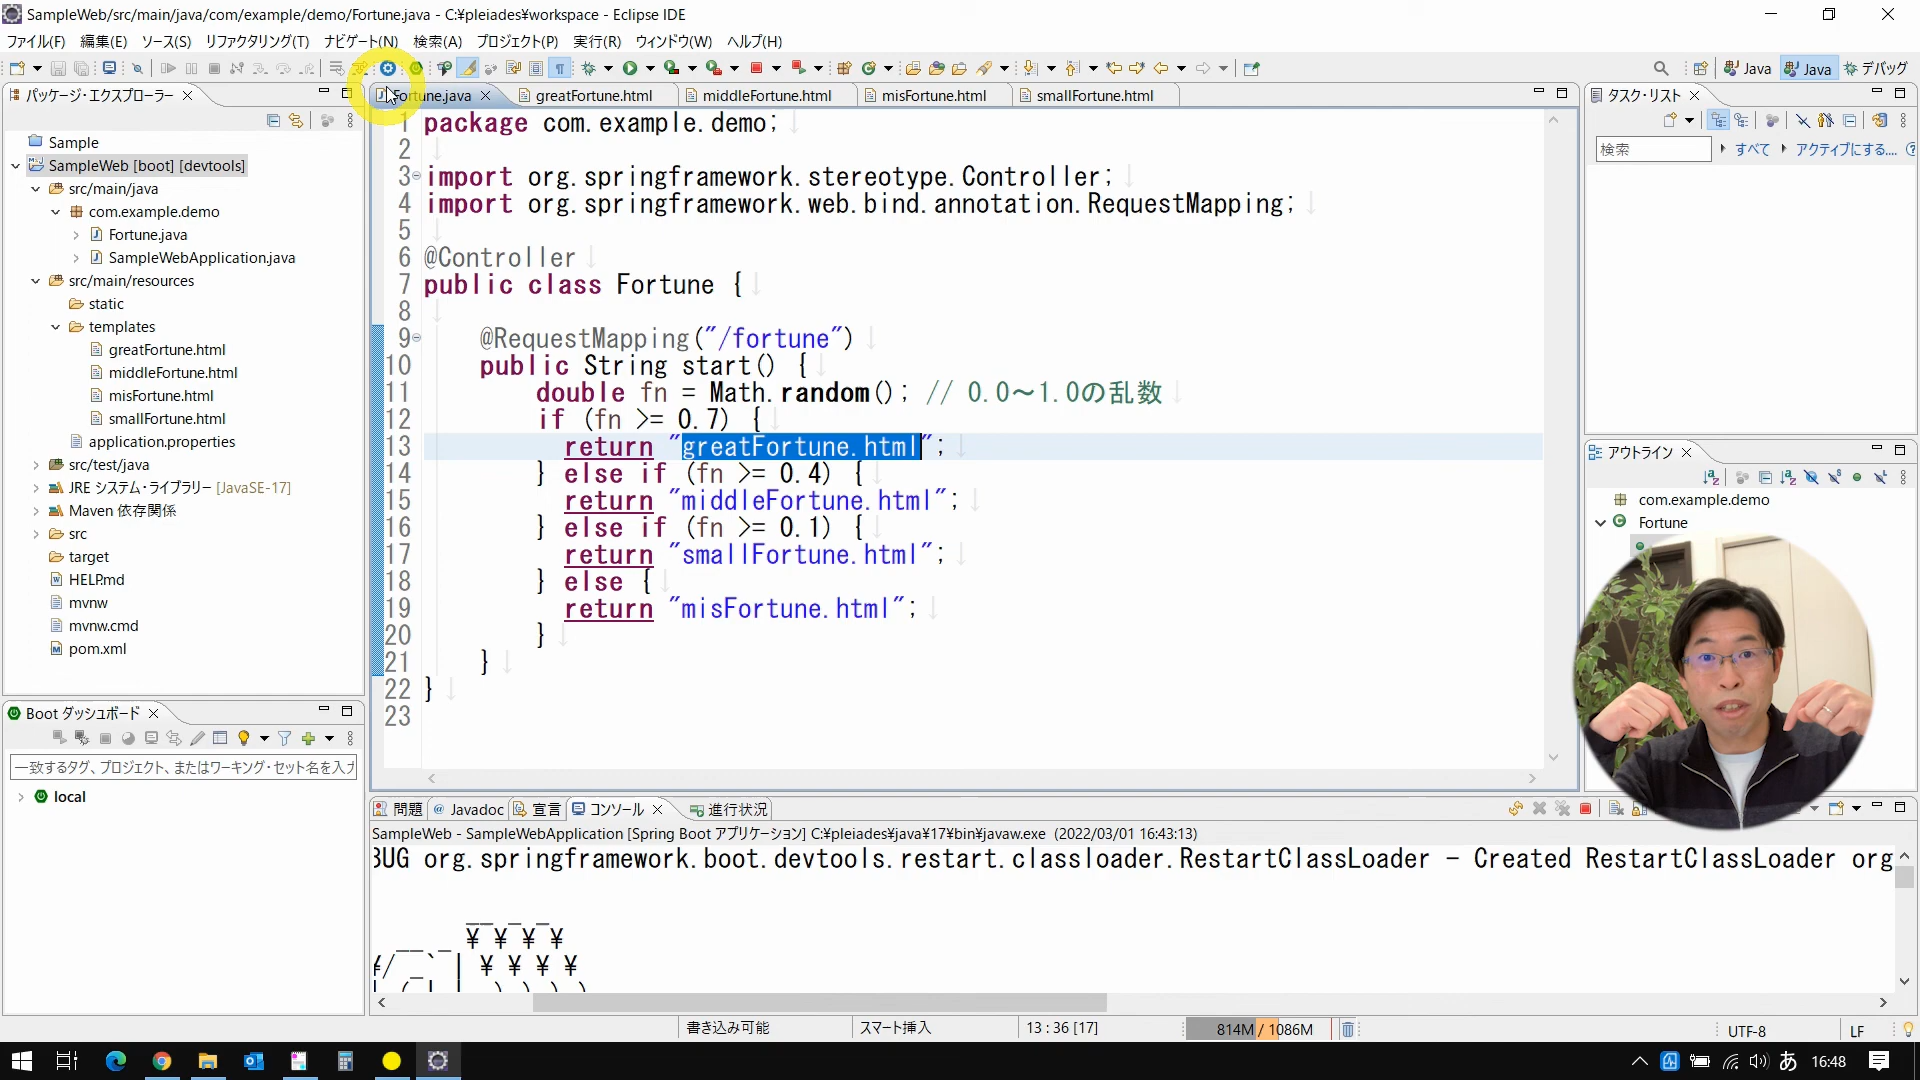 SampleWeb/src/main/java/com/example/demo/Fortune.java - C:¥pleiades¥workspace - Eclipse IDE
ファイル(F) 編集(E) ソース(S) リファクタリング(T) ナビゲート(N) 検索(A) プロジェクト(P) 実行(R) ウィンドウ(W) ヘルプ(H)
Java Java デバッグ
パッケージ・エクスプローラー
Sample
SampleWeb [boot] [devtools]
src/main/java
com.example.demo
Fortune.java
SampleWebApplication.java
src/main/resources
static
templates
greatFortune.html
middleFortune.html
misFortune.html
smallFortune.html
application.properties
src/test/java
JRE システム・ライブラリー [JavaSE-17]
Maven 依存関係
src
target
HELP.md
mvnw
mvnw.cmd
pom.xml
Boot ダッシュボード
一致するタグ、プロジェクト、またはワーキング・セット名を入力
local
Fortune.java greatFortune.html middleFortune.html misFortune.html smallFortune.html
1 package com.example.demo;
2
3 import org.springframework.stereotype.Controller;
4 import org.springframework.web.bind.annotation.RequestMapping;
5
6 @Controller
7 public class Fortune {
8
9 @RequestMapping("/fortune")
10 public String start() {
11 double fn = Math.random(); // 0.0～1.0の乱数
12 if (fn >= 0.7) {
13 return "greatFortune.html";
14 } else if (fn >= 0.4) {
15 return "middleFortune.html";
16 } else if (fn >= 0.1) {
17 return "smallFortune.html";
18 } else {
19 return "misFortune.html";
20 }
21 }
22 }
23
タスク・リスト
検索 すべて アクティブにする....
アウトライン
com.example.demo
Fortune
問題 Javadoc 宣言 コンソール 進行状況
SampleWeb - SampleWebApplication [Spring Boot アプリケーション] C:¥pleiades¥java¥17¥bin¥javaw.exe (2022/03/01 16:43:13)
BUG org.springframework.boot.devtools.restart.classloader.RestartClassLoader - Created RestartClassLoader org
__ _ _
¥ ¥ ¥ ¥
¥/ _` | ¥ ¥ ¥ ¥
書き込み可能 スマート挿入 13 : 36 [17] 814M / 1086M UTF-8 LF
あ 16:48